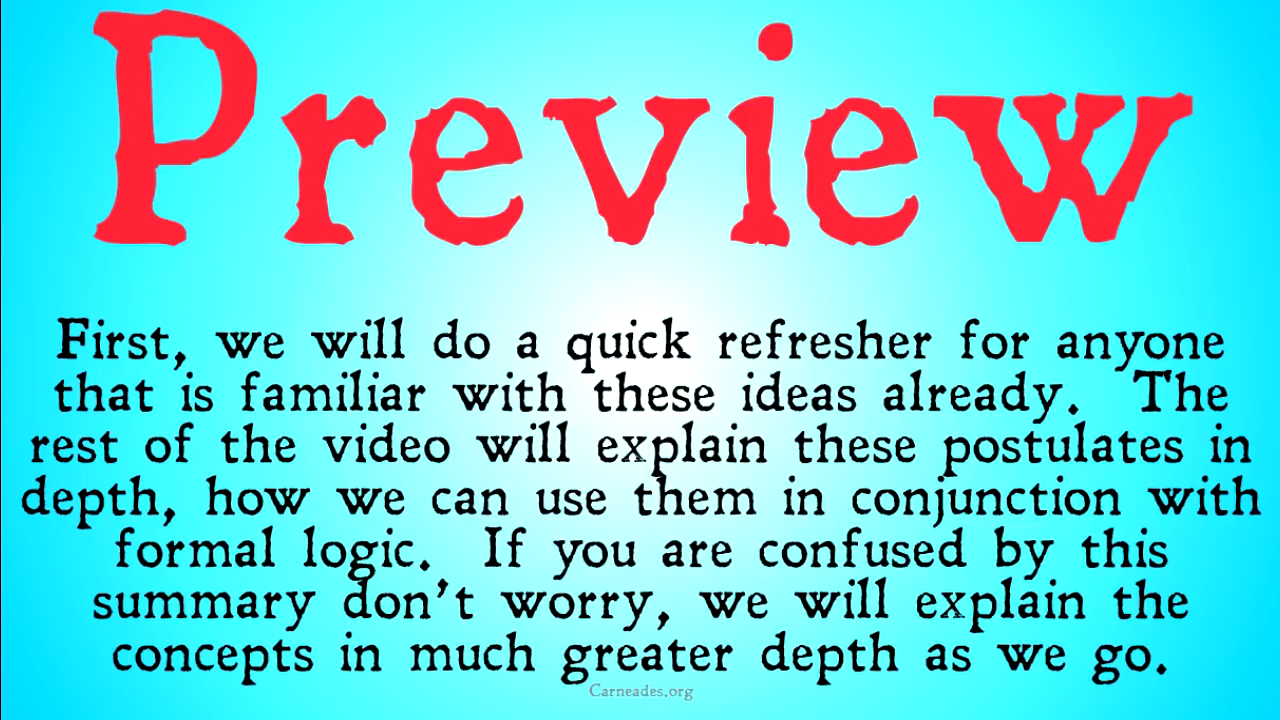 Preview
First, we will do a quick refresher for anyone
that is familiar with these ideas already. The
rest of the video will explain these postulates in
depth, how we can use them in conjunction with
formal logic. If you are confused by this
summary don't worry, we will explain the
concepts in much greater depth as we go.
Carneades.org